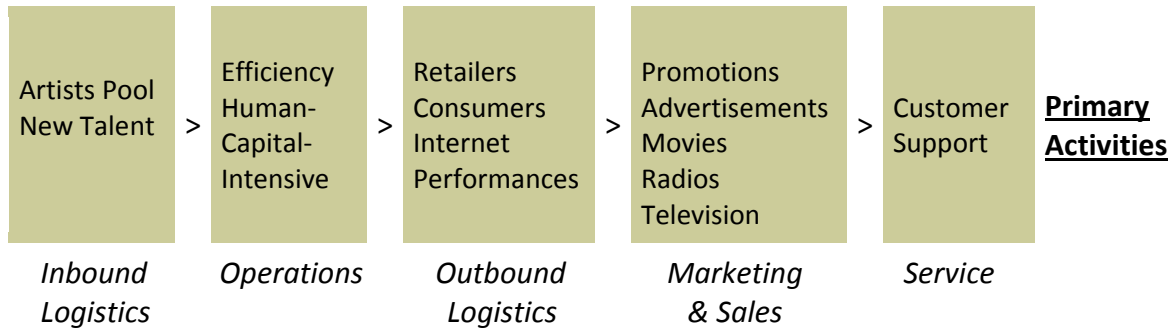 Artists Pool
New Talent
>
Efficiency
Human-
Capital-
Intensive
>
Retailers
Consumers
Internet
Performances
>
Promotions
Advertisements
Movies
Radios
Television
>
Customer
Support
Primary
Activities
Inbound
Logistics
Operations
Outbound
Logistics
Marketing
& Sales
Service